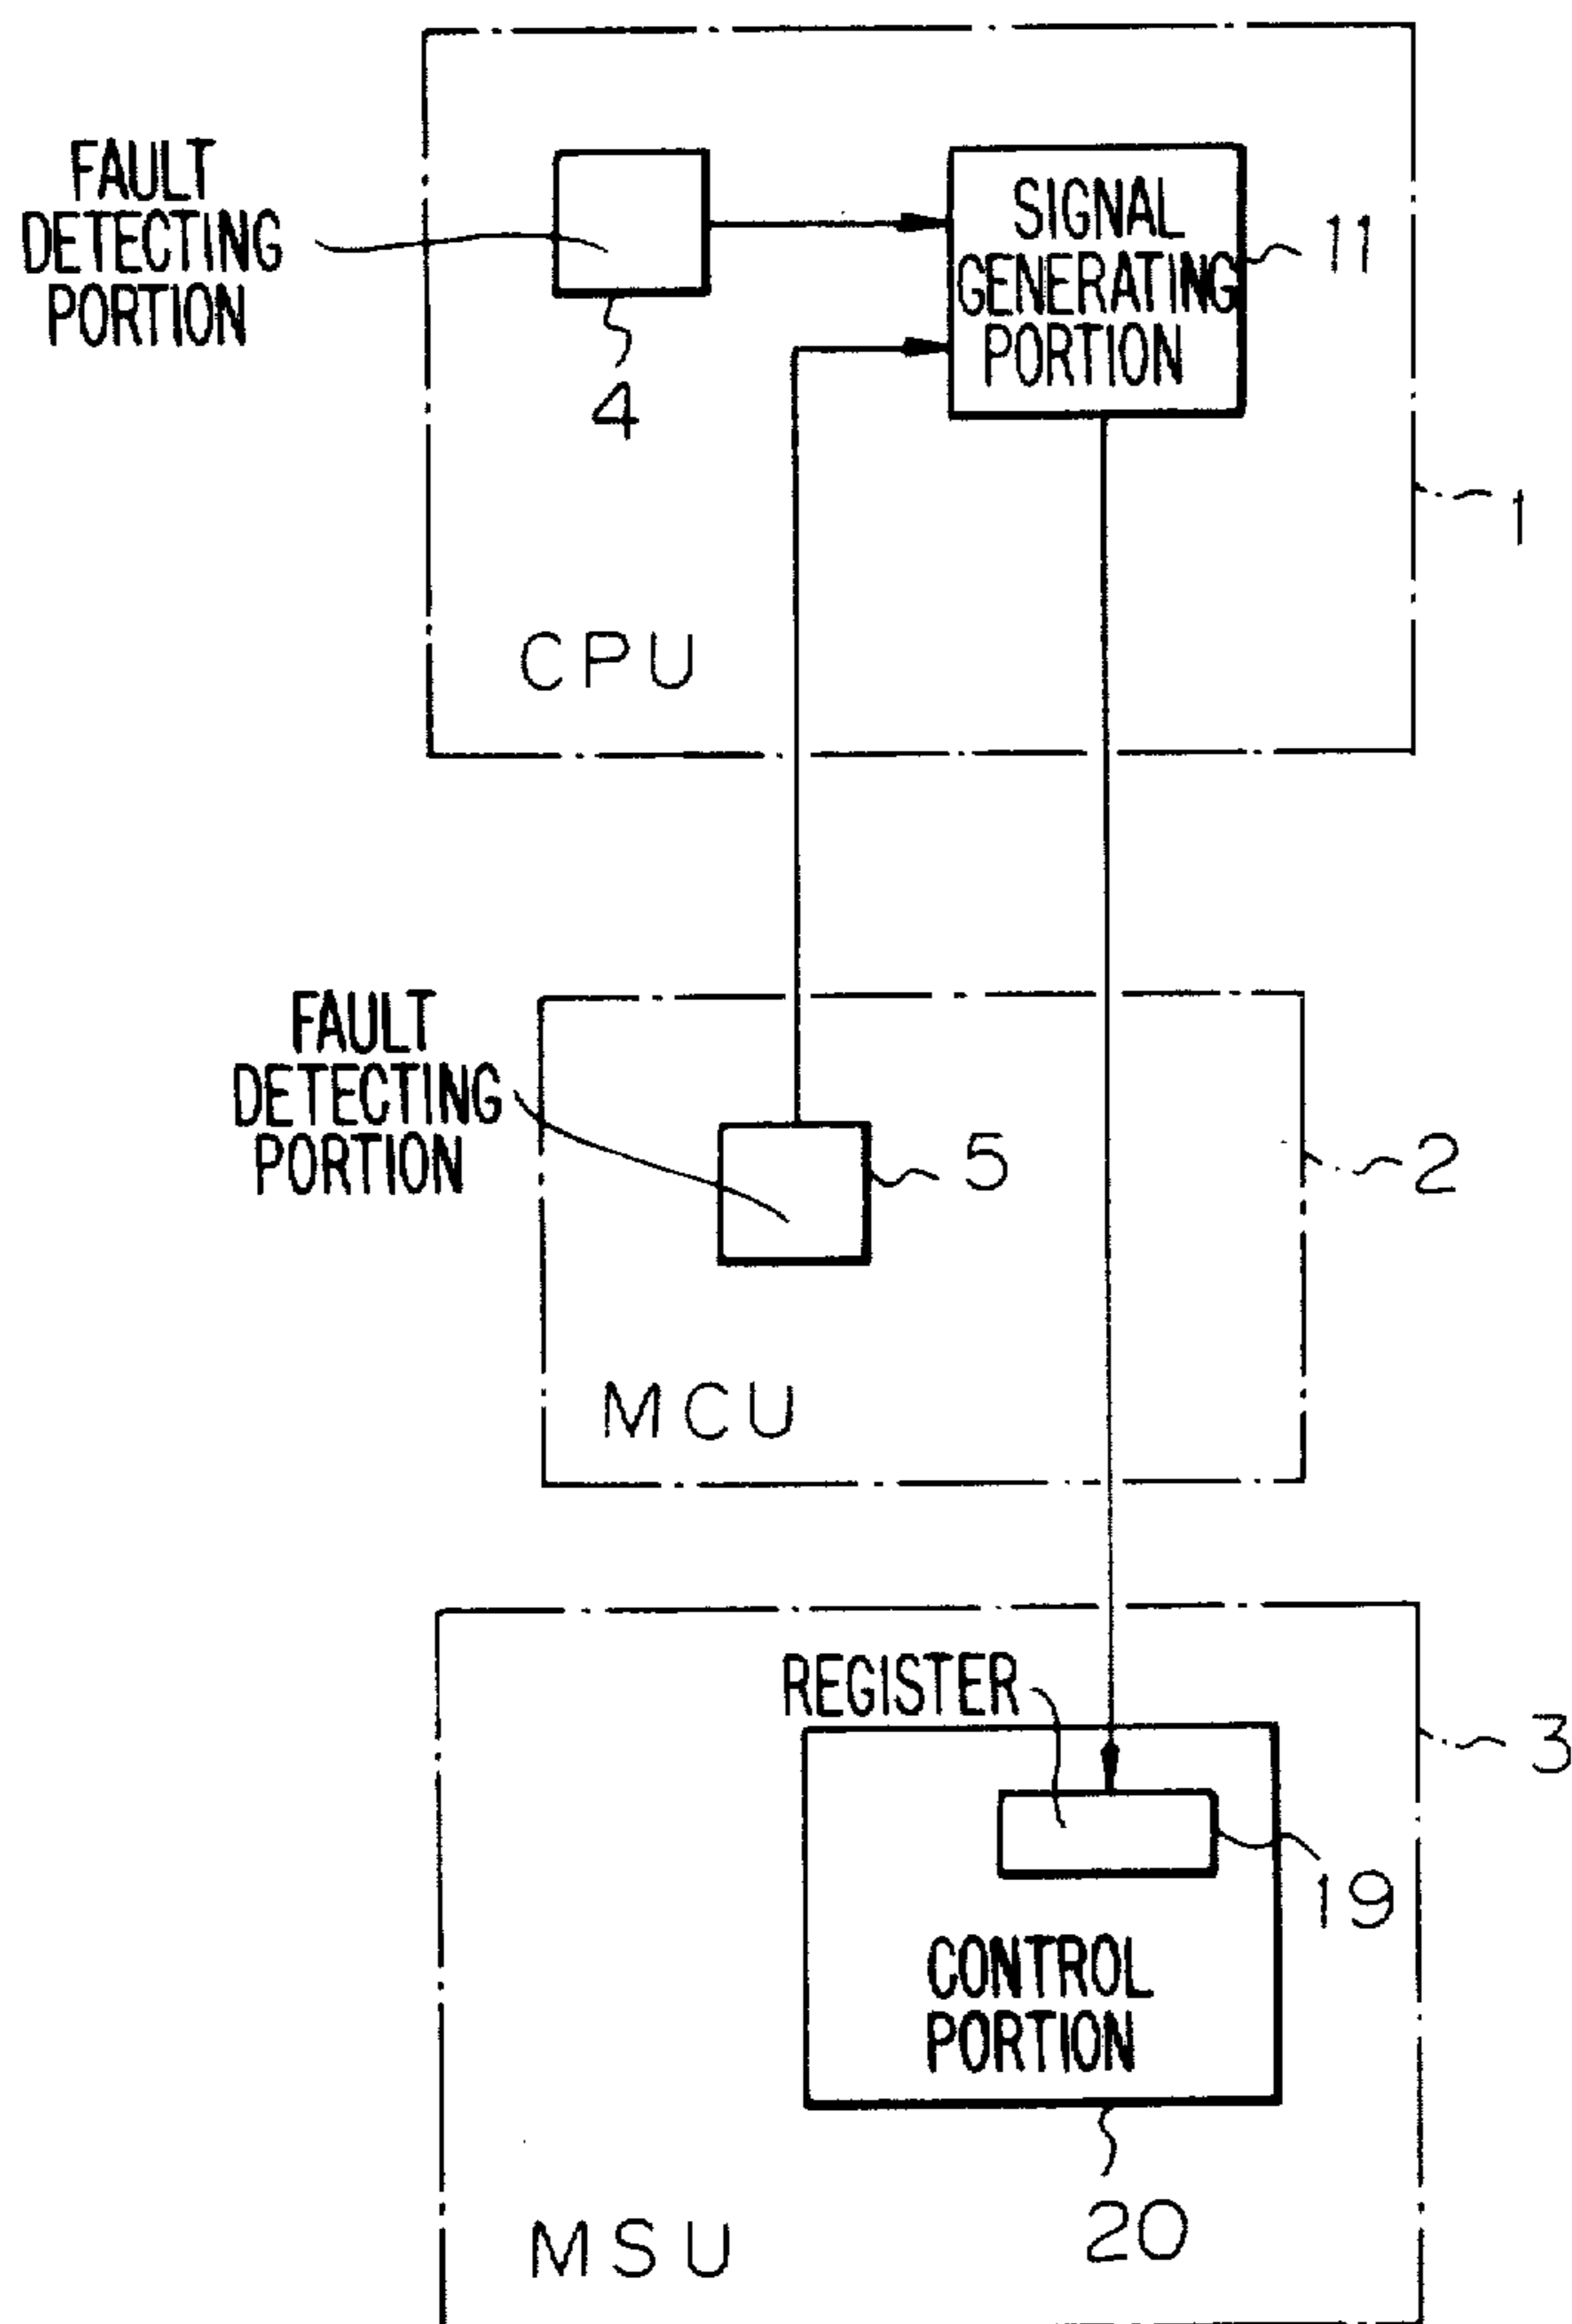 FAULT
DETECTING
PORTION
4
SIGNAL
GENERATING
PORTION
11
1
CPU
FAULT
DETECTING
PORTION
5
2
MCU
REGISTER
3
19
CONTROL
PORTION
20
MSU